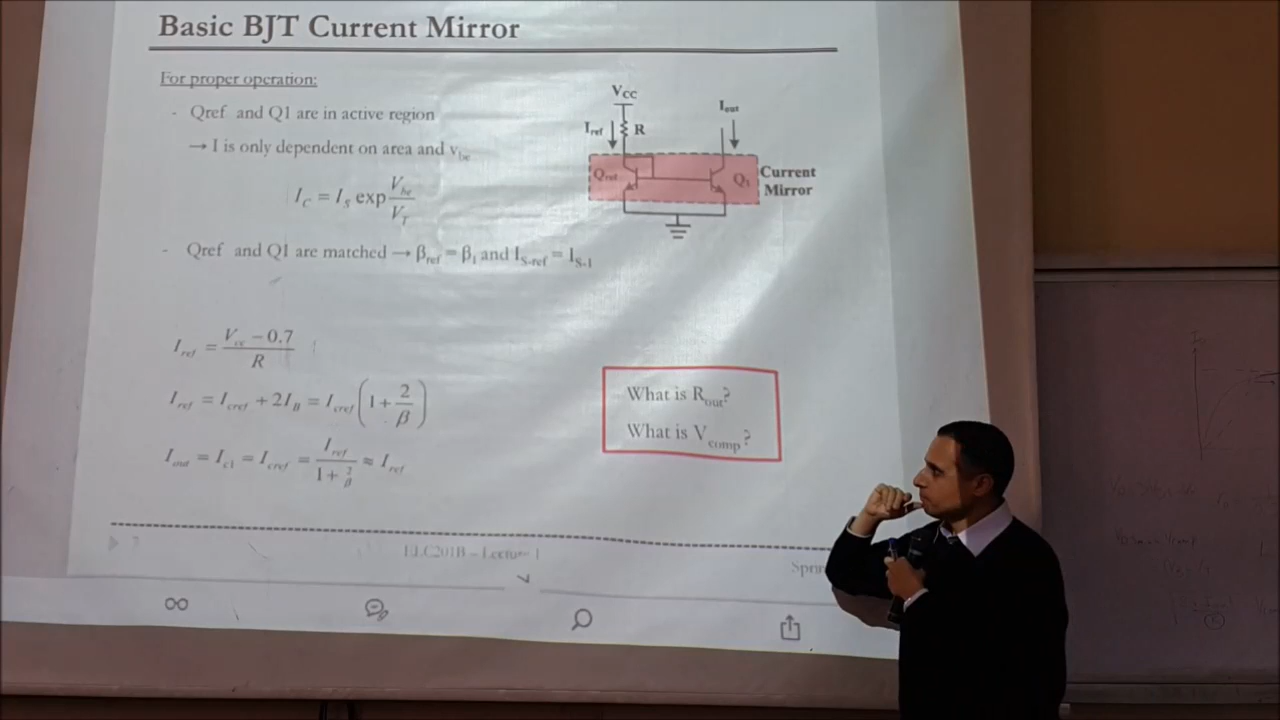 Basic BJT Current Mirror
For proper operation:
- Qref and Q1 are in active region
→ I is only dependent on area and v_be
I_C = I_S exp V_be / V_T
- Qref and Q1 are matched → β_ref = β_1 and I_S-ref = I_S-1
I_ref = (V_cc − 0.7) / R
I_ref = I_cref + 2I_B = I_cref (1 + 2/β)
I_out = I_c1 = I_cref = I_ref / (1 + 2/β) ≈ I_ref
V_CC
I_out
I_ref
R
Q_ref
Q_1
Current
Mirror
What is R_out?
What is V_comp?
ELC201B – Lecture 1